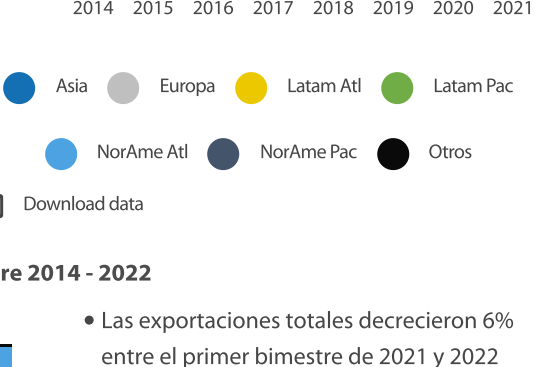 2014 2015 2016 2017 2018 2019 2020 2021
Asia Europa Latam Atl Latam Pac
NorAme Atl NorAme Pac Otros
Download data
re 2014 - 2022
• Las exportaciones totales decrecieron 6%
entre el primer bimestre de 2021 y 2022